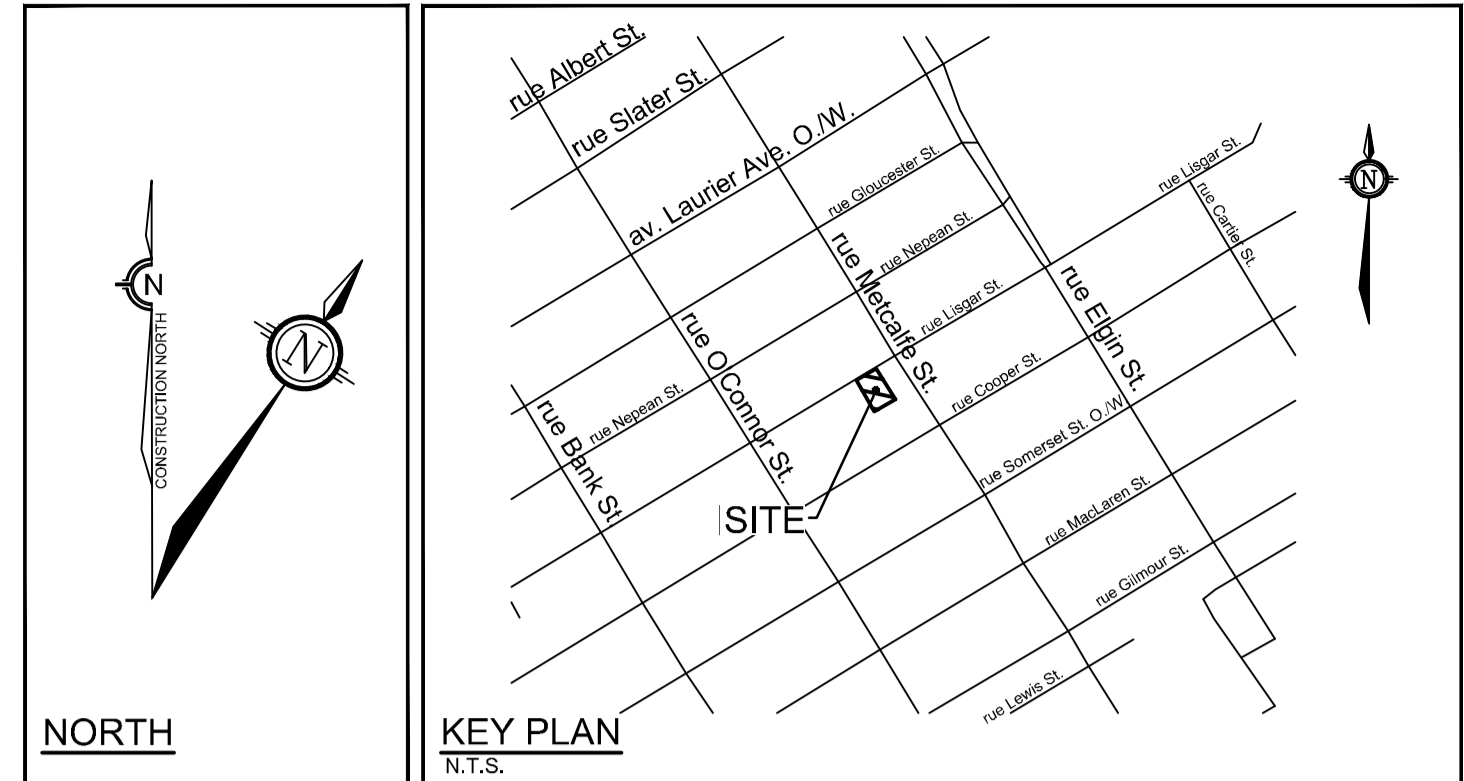 N
CONSTRUCTION NORTH
N
NORTH
rue Albert St.
rue Slater St.
av. Laurier Ave. O./W.
rue Gloucester St.
rue Nepean St.
rue Lisgar St.
rue Lisgar St.
rue Cartier St.
N
rue Metcalfe St.
rue Elgin St.
rue O'Connor St.
rue Cooper St.
rue Nepean St.
rue Bank St
rue Somerset St. O./W
SITE
rue MacLaren St.
rue Gilmour St.
rue Lewis St.
KEY PLAN
N.T.S.